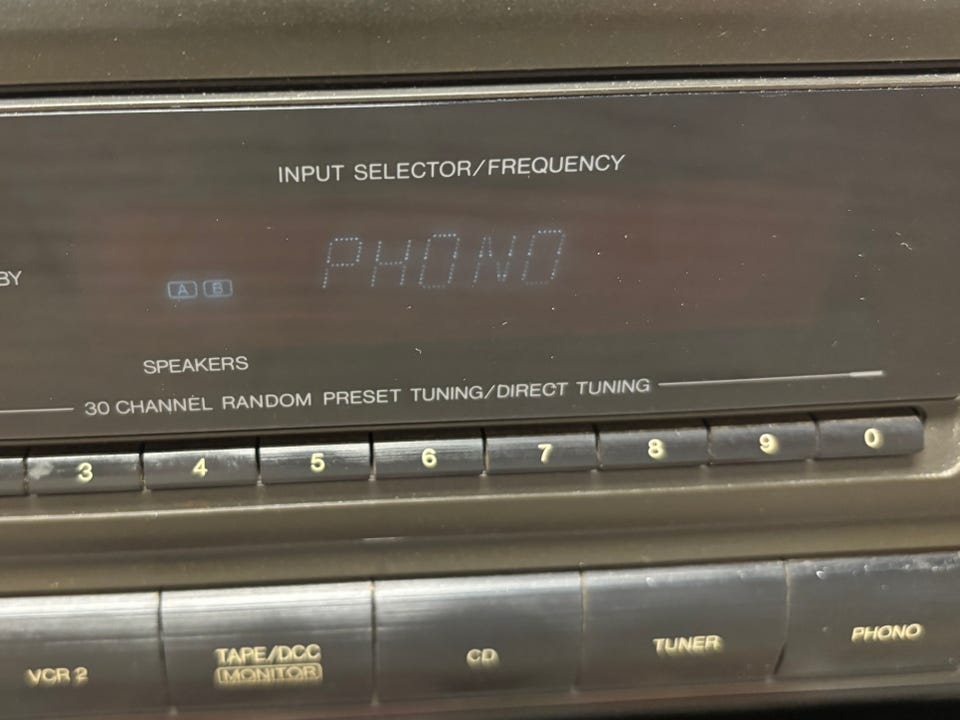 INPUT SELECTOR/FREQUENCY
PHONO
BY
A B
SPEAKERS
30 CHANNEL RANDOM PRESET TUNING/DIRECT TUNING
3 4 5 6 7 8 9 0
VCR 2 TAPE/DCC CD TUNER PHONO
MONITOR